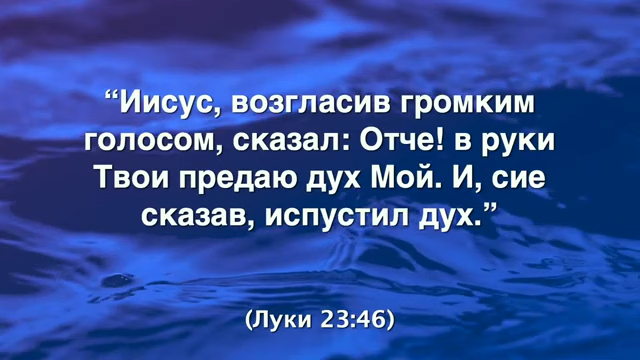 “Иисус, возгласив громким
голосом, сказал: Отче! в руки
Твои предаю дух Мой. И, сие
сказав, испустил дух.”
(Луки 23:46)